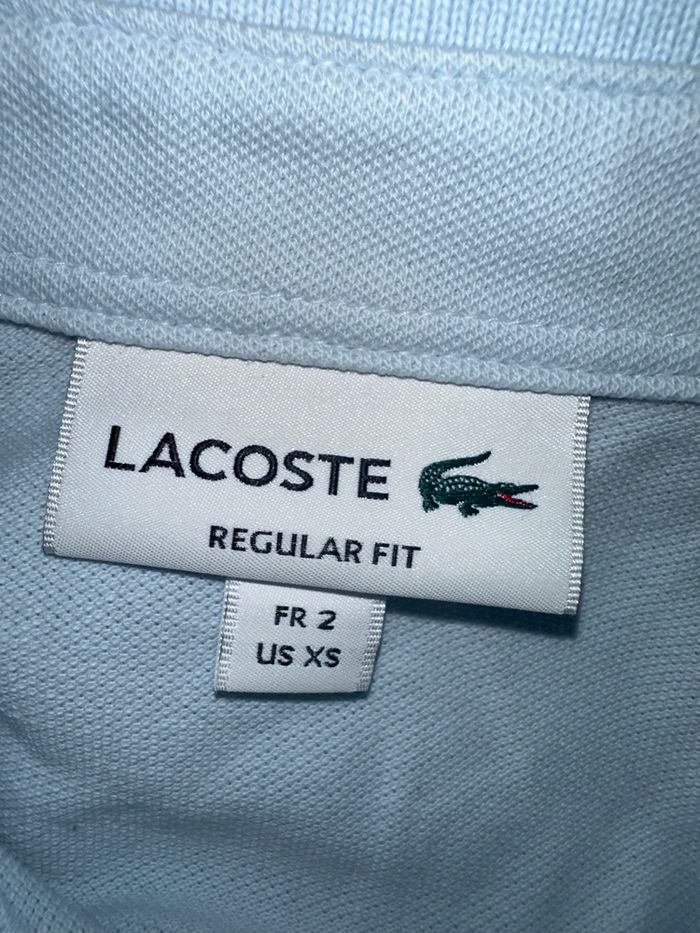 LACOSTE
REGULAR FIT
FR 2
US XS